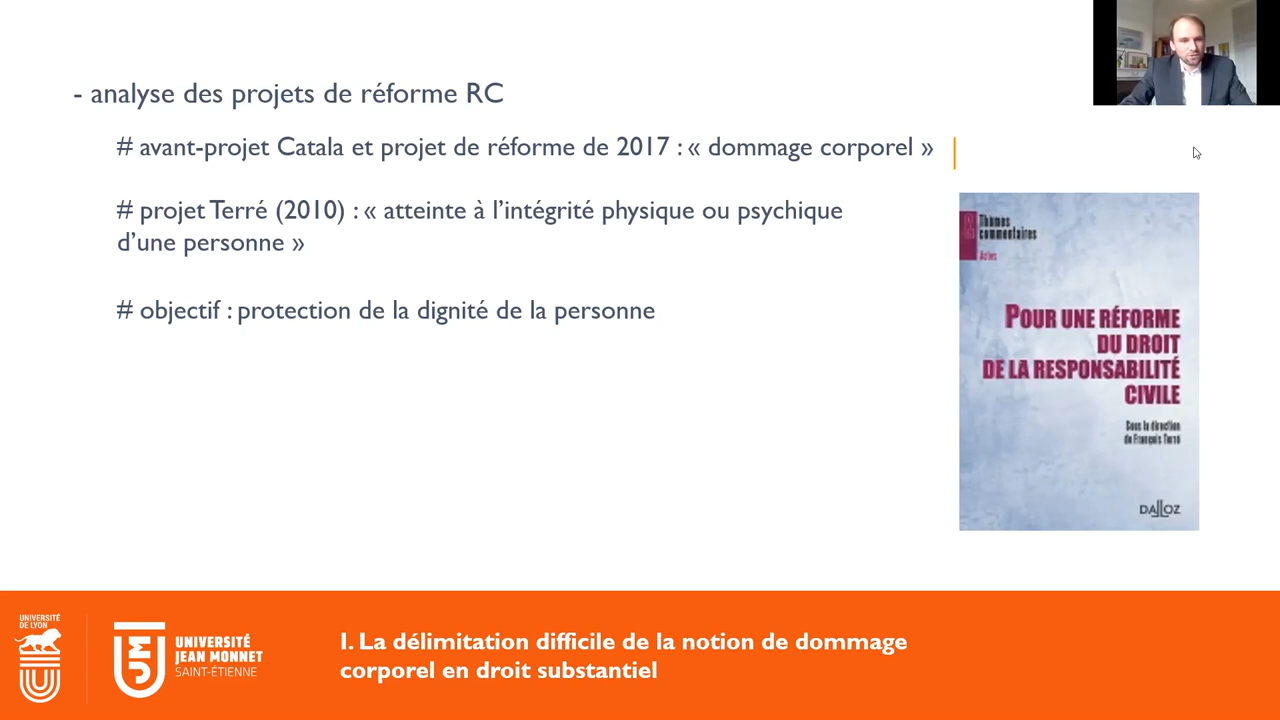 - analyse des projets de réforme RC
# avant-projet Catala et projet de réforme de 2017 : « dommage corporel »
# projet Terré (2010) : « atteinte à l’intégrité physique ou psychique
d’une personne »
# objectif : protection de la dignité de la personne
Thèmes
commentaires
Actes
POUR UNE RÉFORME
DU DROIT
DE LA RESPONSABILITÉ
CIVILE
Sous la direction
de François Terré
DALLOZ
UNIVERSITÉ
DE LYON
UNIVERSITÉ
JEAN MONNET
SAINT-ÉTIENNE
I. La délimitation difficile de la notion de dommage
corporel en droit substantiel